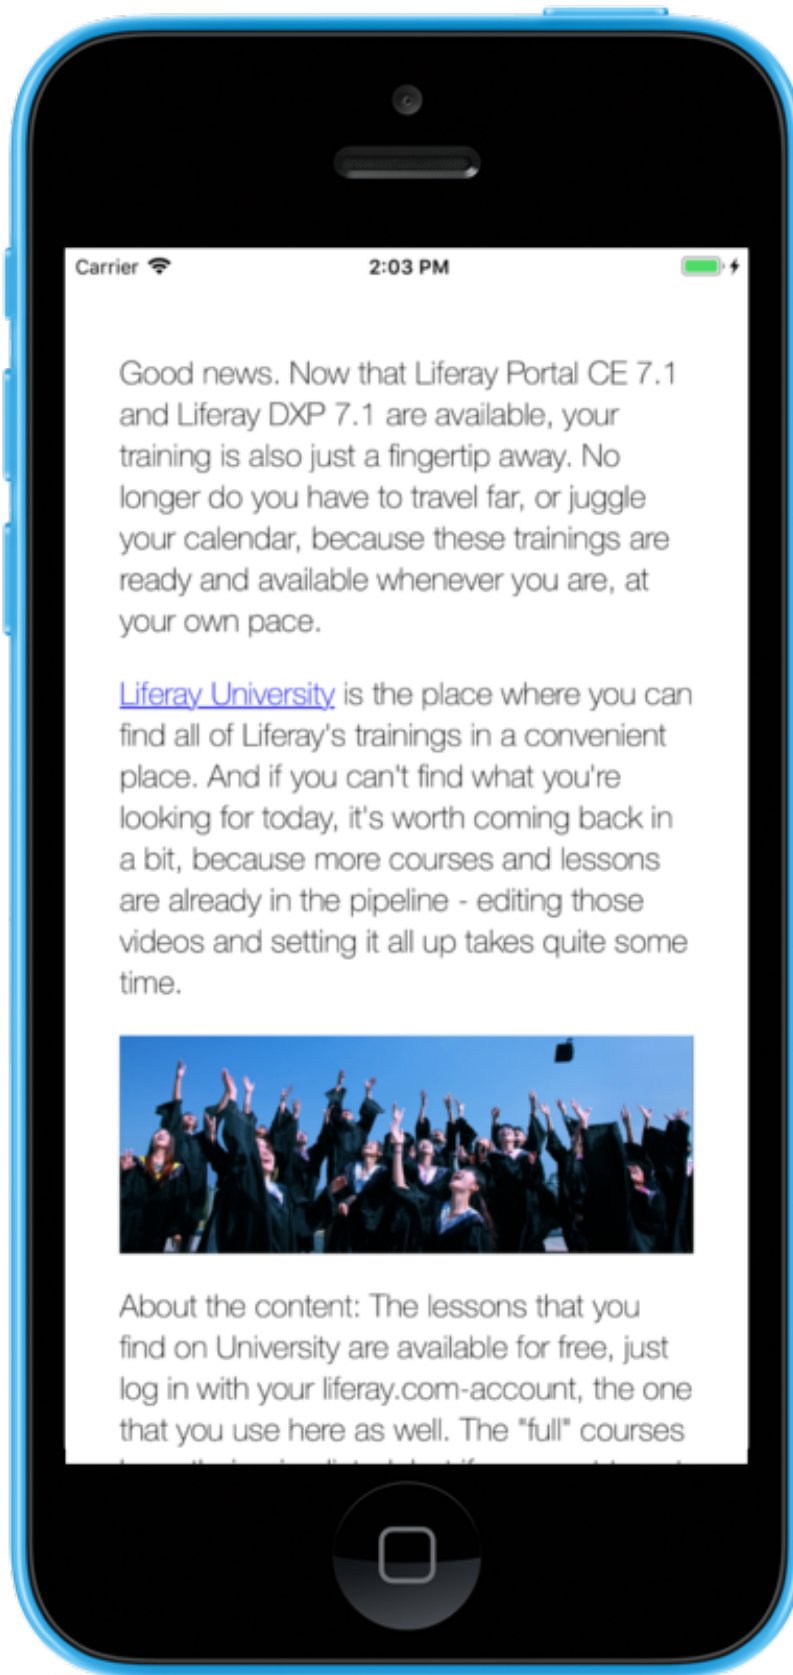 Carrier
2:03 PM
Good news. Now that Liferay Portal CE 7.1
and Liferay DXP 7.1 are available, your
training is also just a fingertip away. No
longer do you have to travel far, or juggle
your calendar, because these trainings are
ready and available whenever you are, at
your own pace.
Liferay University is the place where you can
find all of Liferay's trainings in a convenient
place. And if you can't find what you're
looking for today, it's worth coming back in
a bit, because more courses and lessons
are already in the pipeline - editing those
videos and setting it all up takes quite some
time.
About the content: The lessons that you
find on University are available for free, just
log in with your liferay.com-account, the one
that you use here as well. The "full" courses